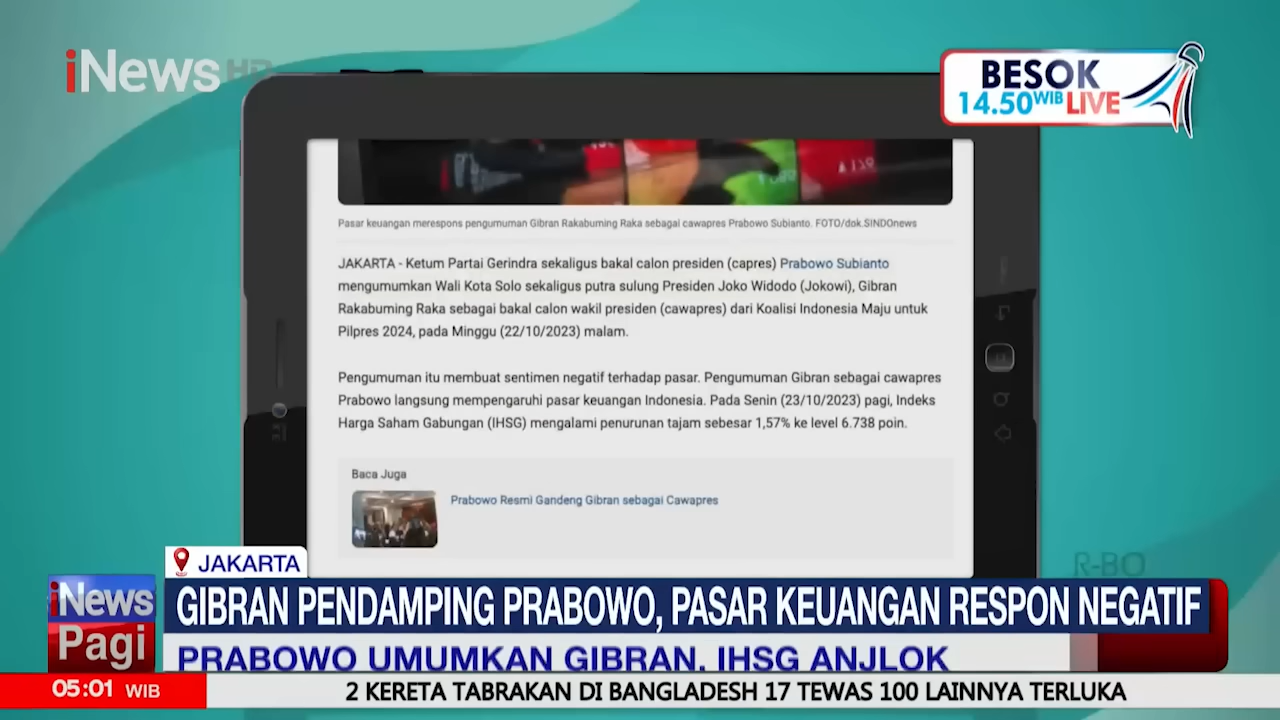 iNews HD
BESOK
14.50 WIB LIVE
Pasar keuangan merespons pengumuman Gibran Rakabuming Raka sebagai cawapres Prabowo Subianto. FOTO/dok.SINDOnews
JAKARTA - Ketum Partai Gerindra sekaligus bakal calon presiden (capres) Prabowo Subianto
mengumumkan Wali Kota Solo sekaligus putra sulung Presiden Joko Widodo (Jokowi), Gibran
Rakabuming Raka sebagai bakal calon wakil presiden (cawapres) dari Koalisi Indonesia Maju untuk
Pilpres 2024, pada Minggu (22/10/2023) malam.
Pengumuman itu membuat sentimen negatif terhadap pasar. Pengumuman Gibran sebagai cawapres
Prabowo langsung mempengaruhi pasar keuangan Indonesia. Pada Senin (23/10/2023) pagi, Indeks
Harga Saham Gabungan (IHSG) mengalami penurunan tajam sebesar 1,57% ke level 6.738 poin.
Baca Juga
Prabowo Resmi Gandeng Gibran sebagai Cawapres
R-BO
JAKARTA
iNews
Pagi
GIBRAN PENDAMPING PRABOWO, PASAR KEUANGAN RESPON NEGATIF
PRABOWO UMUMKAN GIBRAN, IHSG ANJLOK
05:01 WIB
2 KERETA TABRAKAN DI BANGLADESH 17 TEWAS 100 LAINNYA TERLUKA